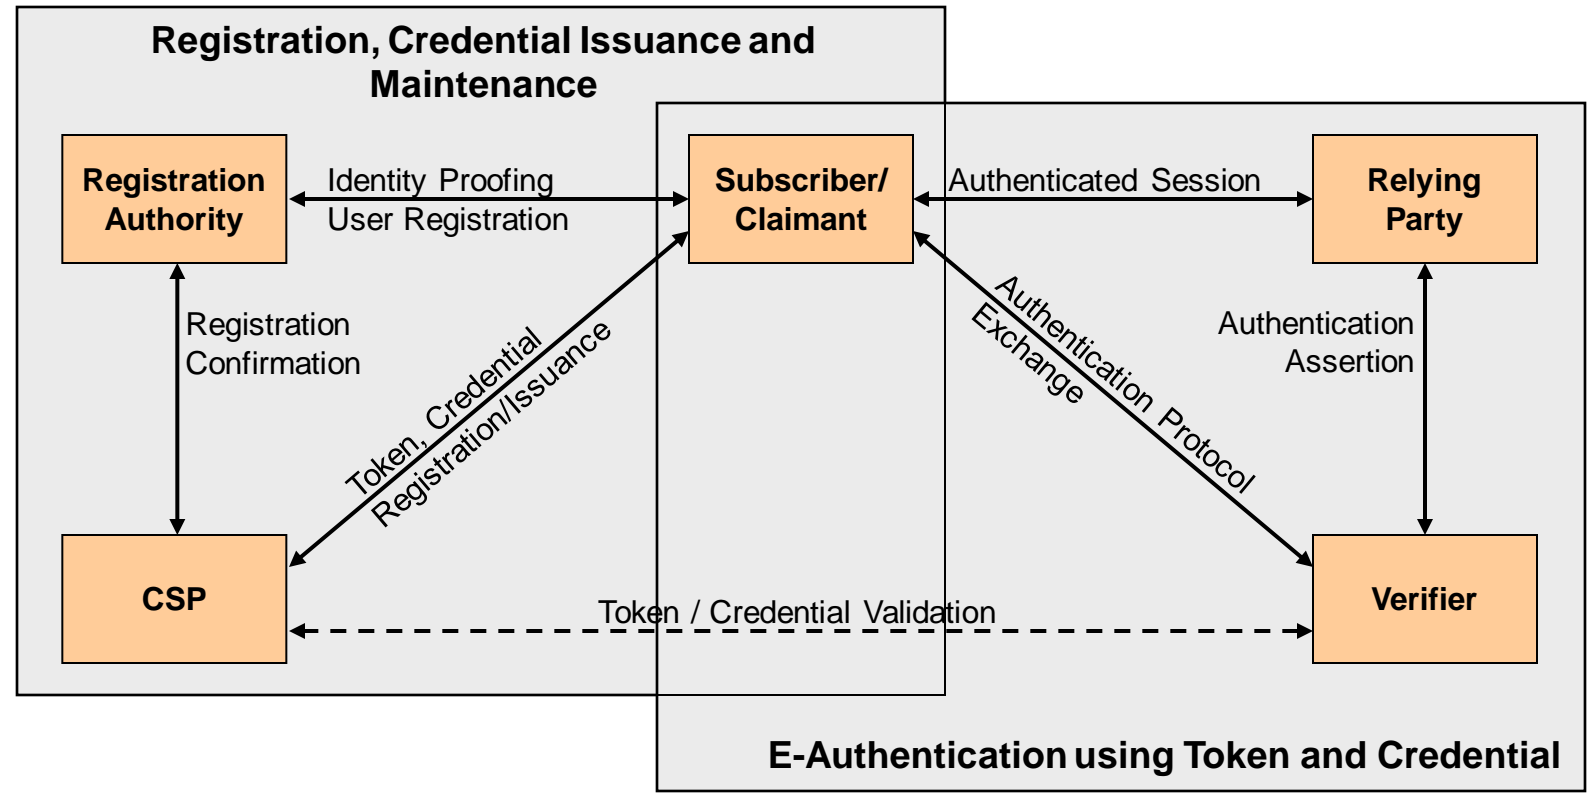 Registration, Credential Issuance and
Maintenance
Registration
Authority
Identity Proofing
User Registration
Subscriber/
Claimant
Authenticated Session
Relying
Party
Registration
Confirmation
Token, Credential
Registration/Issuance
Authentication Protocol
Exchange
Authentication
Assertion
CSP
Token / Credential Validation
Verifier
E-Authentication using Token and Credential